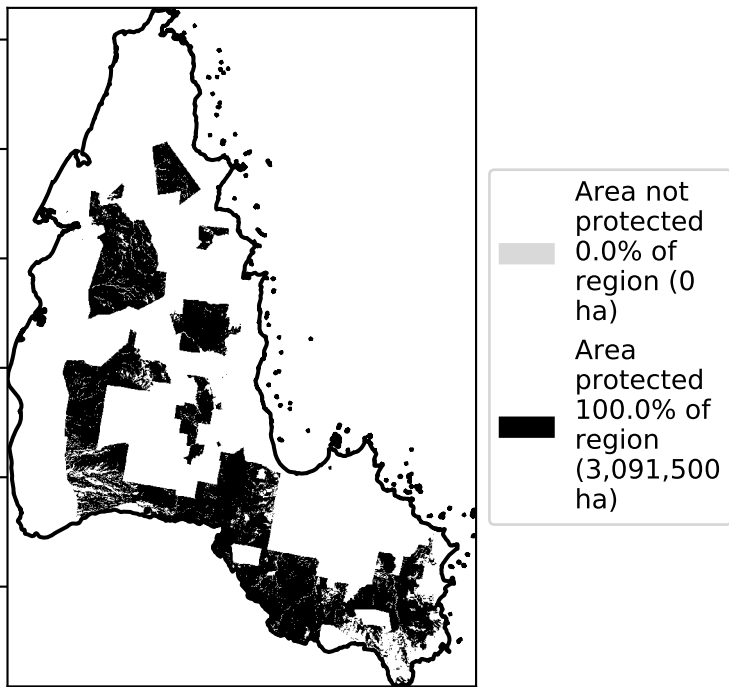 Area not
protected
0.0% of
region (0
ha)
Area
protected
100.0% of
region
(3,091,500
ha)